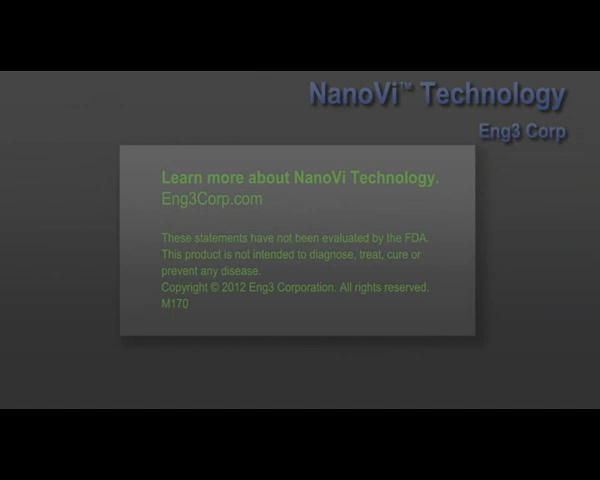 NanoVi™ Technology
Eng3 Corp
Learn more about NanoVi Technology.
Eng3Corp.com
These statements have not been evaluated by the FDA.
This product is not intended to diagnose, treat, cure or
prevent any disease.
Copyright © 2012 Eng3 Corporation. All rights reserved.
M170